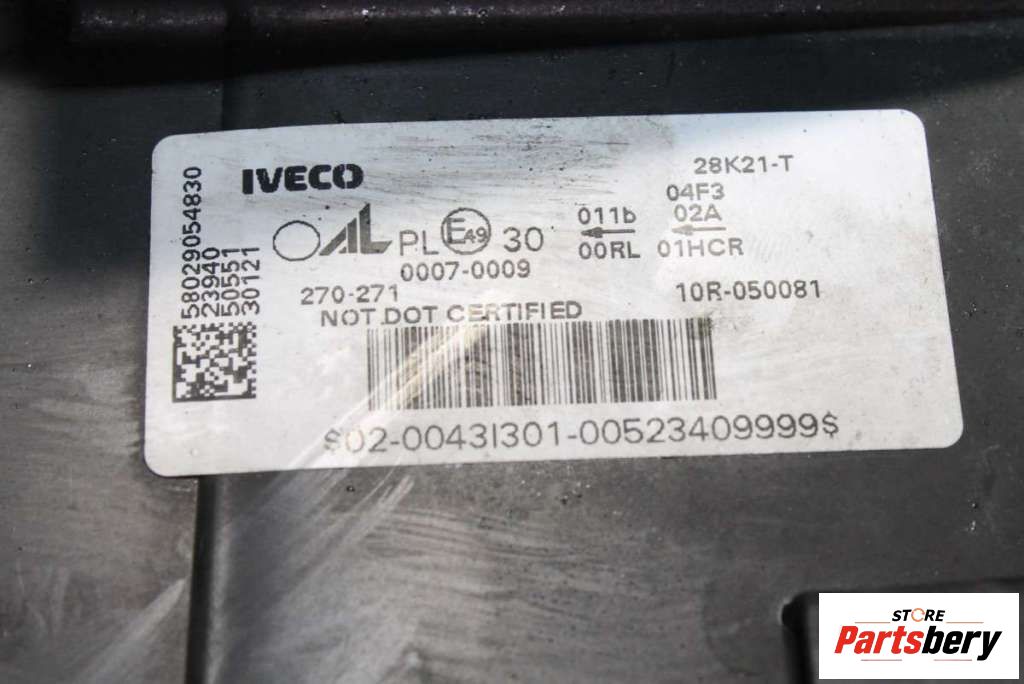 IVECO
28K21-T
04F3
011b 02A
AL PL E49 30
00RL 01HCR
0007-0009
270-271
10R-050081
NOT DOT CERTIFIED
58029054830
23940
50551
30121
$02-0043I301-00523409999$
STORE
Partsbery